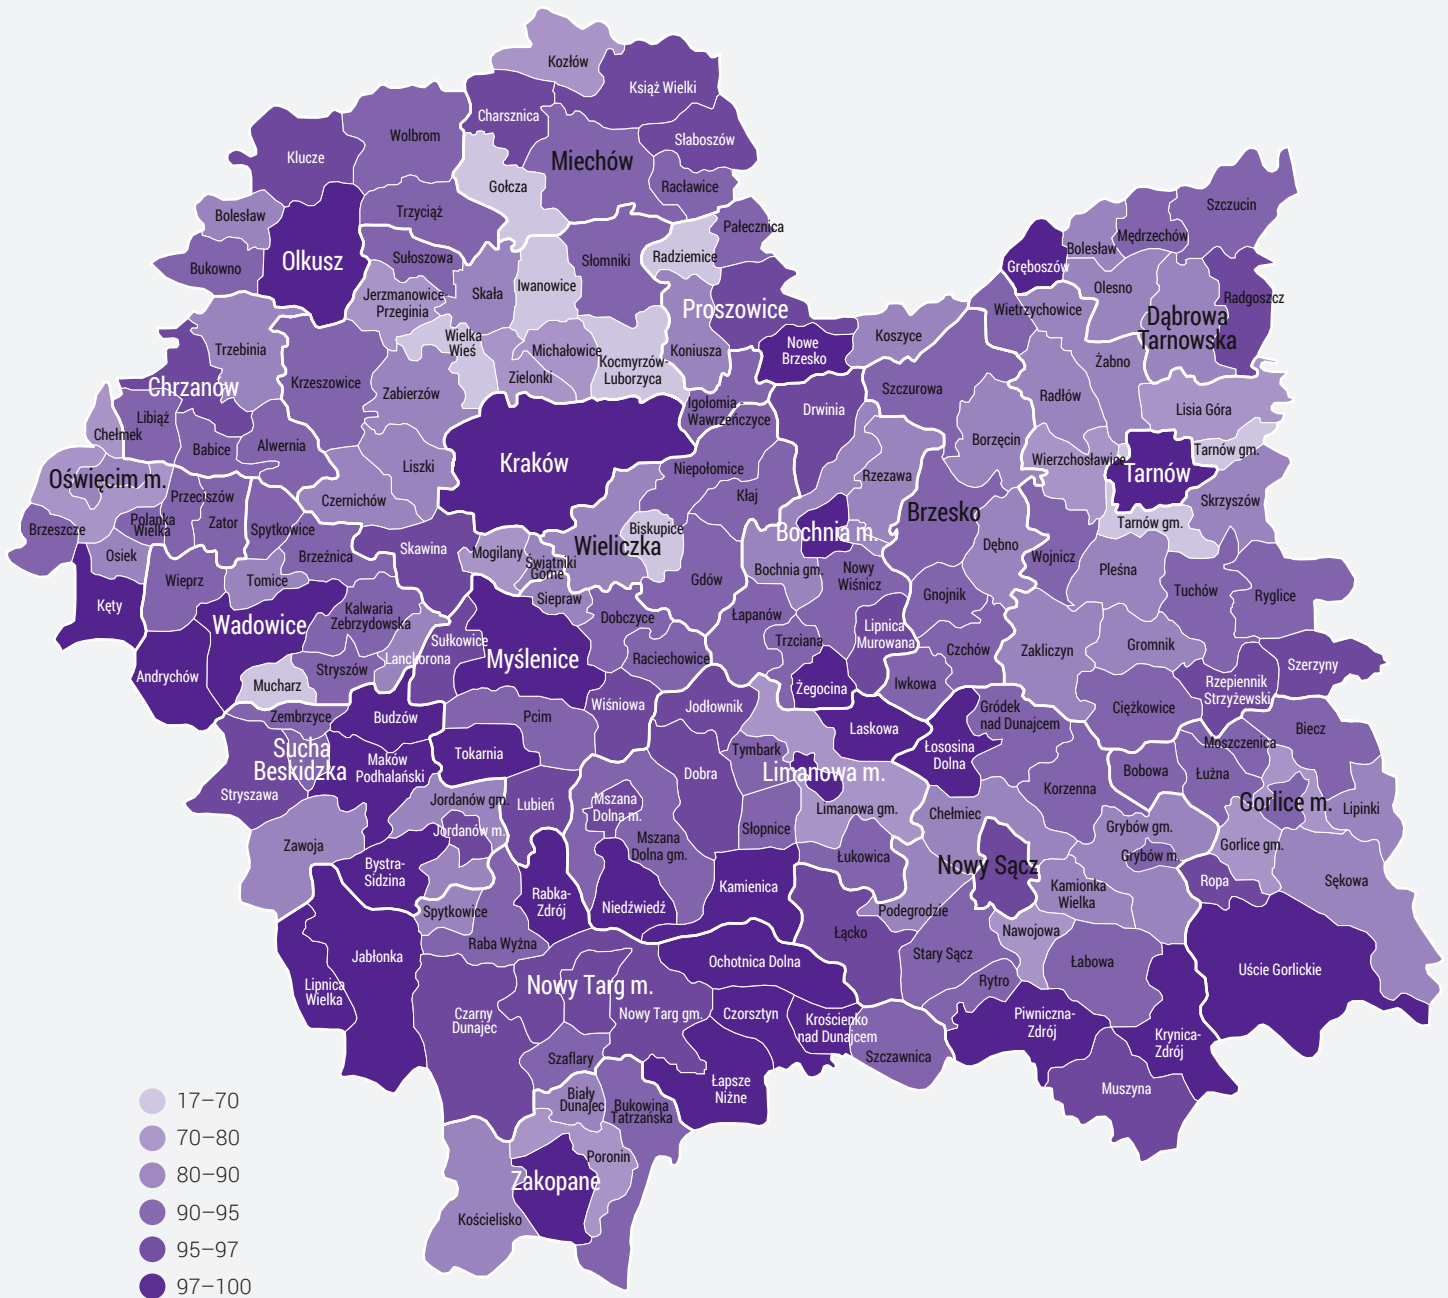 Kozłów
Książ Wielki
Charsznica
Wolbrom
Słaboszów
Klucze
Miechów
Gołcza
Racławice
Szczucin
Bolesław
Trzyciąż
Pałecznica
Mędrzechów
Bolesław
Olkusz
Sułoszowa
Słomniki
Radziemice
Gręboszów
Bukowno
Skała
Iwanowice
Olesno
Jerzmanowice
Przeginia
Radgoszcz
Proszowice
Wietrzychowice
Dąbrowa
Tarnowska
Trzebinia
Wielka
Wieś
Koszyce
Michałowice
Koniusza
Nowe
Brzesko
Kocmyrzów-
Luborzyca
Żabno
Zielonki
Chrzanów
Krzeszowice
Zabierzów
Szczurowa
Radłów
Igołomia
Wawrzeńczyce
Drwinia
Lisia Góra
Libiąż
Chełmek
Babice
Alwernia
Borzęcin
Tarnów gm.
Kraków
Liszki
Niepołomice
Rzezawa
Wierzchosławice
Tarnów
Oświęcim m.
Przeciszów
Czernichów
Kłaj
Skrzyszów
Brzeszcze
Polanka
Wielka
Zator
Spytkowice
Biskupice
Bochnia m.
Brzesko
Tarnów gm.
Skawina
Mogilany
Wieliczka
Dębno
Wojnicz
Osiek
Brzeźnica
Świątniki
Górne
Bochnia gm.
Nowy
Wiśnicz
Pleśna
Wieprz
Tomice
Gdów
Tuchów
Ryglice
Kęty
Siepraw
Gnojnik
Kalwaria
Zebrzydowska
Dobczyce
Łapanów
Wadowice
Sułkowice
Trzciana
Lipnica
Murowana
Zakliczyn
Gromnik
Lanckorona
Myślenice
Raciechowice
Czchów
Szerzyny
Andrychów
Stryszów
Mucharz
Żegocina
Iwkowa
Rzepiennik
Strzyżewski
Zembrzyce
Budzów
Pcim
Wiśniowa
Jodłownik
Gródek
nad Dunajcem
Ciężkowice
Laskowa
Biecz
Sucha
Beskidzka
Maków
Podhalański
Tokarnia
Tymbark
Łososina
Dolna
Moszczenica
Dobra
Limanowa m.
Bobowa
Łużna
Stryszawa
Korzenna
Jordanów gm.
Lubień
Mszana
Dolna m.
Limanowa gm.
Chełmiec
Gorlice m.
Lipinki
Jordanów m.
Słopnice
Grybów gm.
Zawoja
Mszana
Dolna gm.
Gorlice gm.
Łukowica
Grybów m.
Bystra-
Sidzina
Nowy Sącz
Ropa
Sękowa
Kamienica
Kamionka
Wielka
Rabka-
Zdrój
Niedźwiedź
Spytkowice
Podegrodzie
Nawojowa
Raba Wyżna
Łącko
Jabłonka
Stary Sącz
Ochotnica Dolna
Łabowa
Uście Gorlickie
Lipnica
Wielka
Nowy Targ m.
Rytro
Czarny
Dunajec
Nowy Targ gm.
Czorsztyn
Krościenko
nad Dunajcem
Piwniczna-
Zdrój
Krynica-
Zdrój
Szaflary
Szczawnica
Łapsze
Niżne
Muszyna
Biały
Dunajec
Bukowina
Tatrzańska
Poronin
Zakopane
Kościelisko
17–70
70–80
80–90
90–95
95–97
97–100